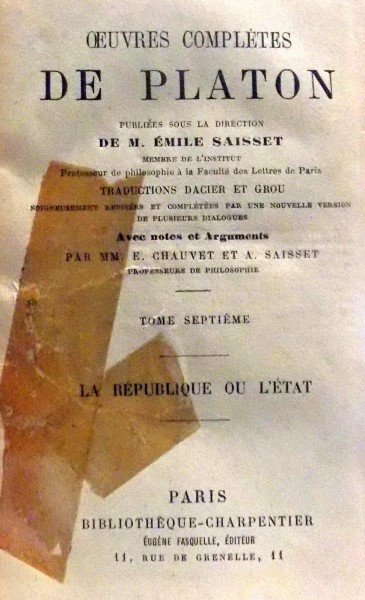 ŒUVRES COMPLÈTES
DE PLATON
PUBLIÉES SOUS LA DIRECTION
DE M. ÉMILE SAISSET
MEMBRE DE L'INSTITUT
Professeur de philosophie à la Faculté des Lettres de Paris
TRADUCTIONS DACIER ET GROU
SOIGNEUSEMENT REVISÉES ET COMPLÉTÉES PAR UNE NOUVELLE VERSION
DE PLUSIEURS DIALOGUES
Avec notes et Arguments
PAR MM. E. CHAUVET ET A. SAISSET
PROFESSEURS DE PHILOSOPHIE
TOME SEPTIÈME
LA RÉPUBLIQUE OU L'ÉTAT
PARIS
BIBLIOTHÈQUE-CHARPENTIER
EUGÈNE FASQUELLE, ÉDITEUR
11, RUE DE GRENELLE, 11